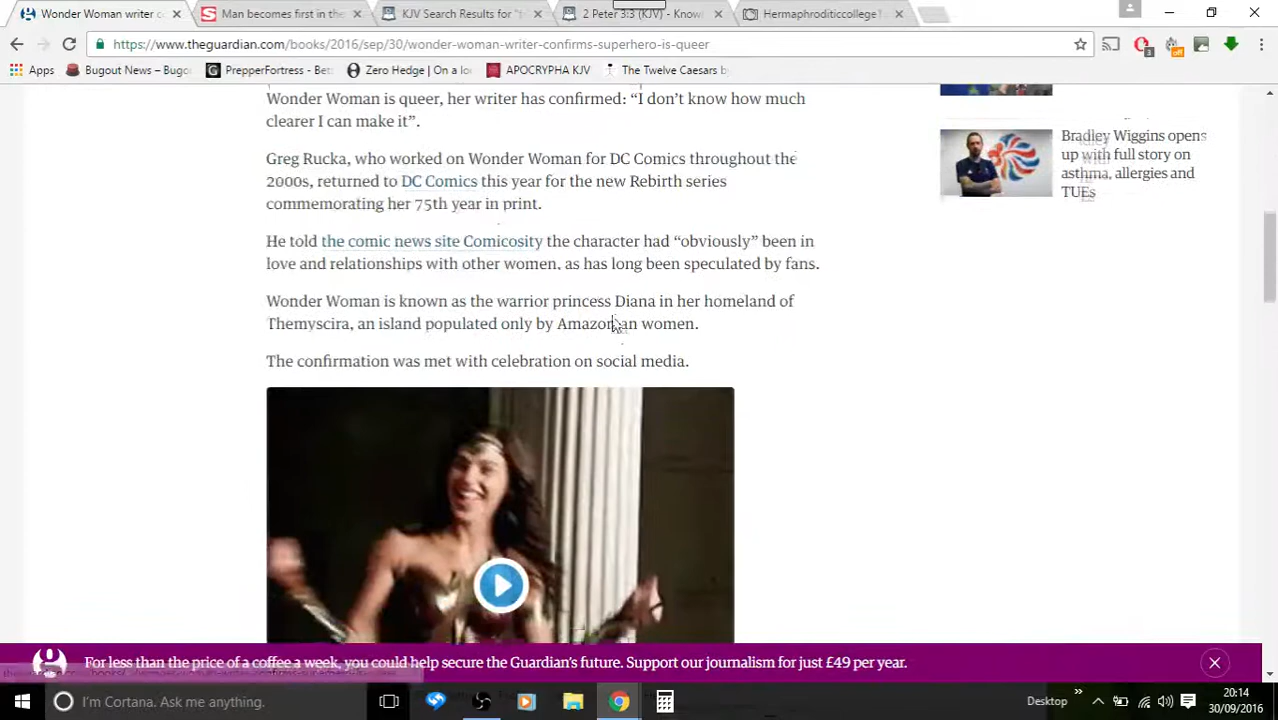 Wonder Woman writer c
Man becomes first in the
KJV Search Results for "f
2 Peter 3:3 (KJV) - Know
Hermaphroditiccollege1
https://www.theguardian.com/books/2016/sep/30/wonder-woman-writer-confirms-superhero-is-queer
3
off
Apps
Bugout News – Bugo
PrepperFortress - Bet
Zero Hedge | On a lo
APOCRYPHA KJV
The Twelve Caesars by
Wonder Woman is queer, her writer has confirmed: “I don’t know how much
clearer I can make it”.
Greg Rucka, who worked on Wonder Woman for DC Comics throughout the
2000s, returned to DC Comics this year for the new Rebirth series
commemorating her 75th year in print.
He told the comic news site Comicosity the character had “obviously” been in
love and relationships with other women, as has long been speculated by fans.
Wonder Woman is known as the warrior princess Diana in her homeland of
Themyscira, an island populated only by Amazonian women.
The confirmation was met with celebration on social media.
Bradley Wiggins opens
up with full story on
asthma, allergies and
TUEs
For less than the price of a coffee a week, you could help secure the Guardian’s future. Support our journalism for just £49 per year.
I'm Cortana. Ask me anything.
Desktop
20:14
30/09/2016